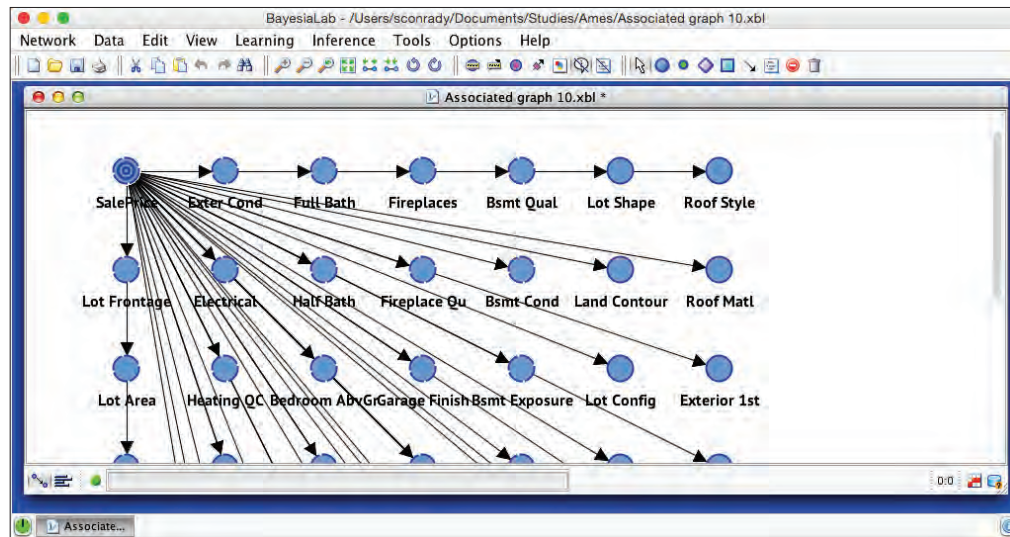 BayesiaLab - /Users/sconrady/Documents/Studies/Ames/Associated graph 10.xbl
Network Data Edit View Learning Inference Tools Options Help
Associated graph 10.xbl *
SalePrice Exter Cond Full Bath Fireplaces Bsmt Qual Lot Shape Roof Style
Lot Frontage Electrical Half Bath Fireplace Qu Bsmt Cond Land Contour Roof Matl
Lot Area Heating QC Bedroom AbvGr Garage Finish Bsmt Exposure Lot Config Exterior 1st
0:0
Associate...